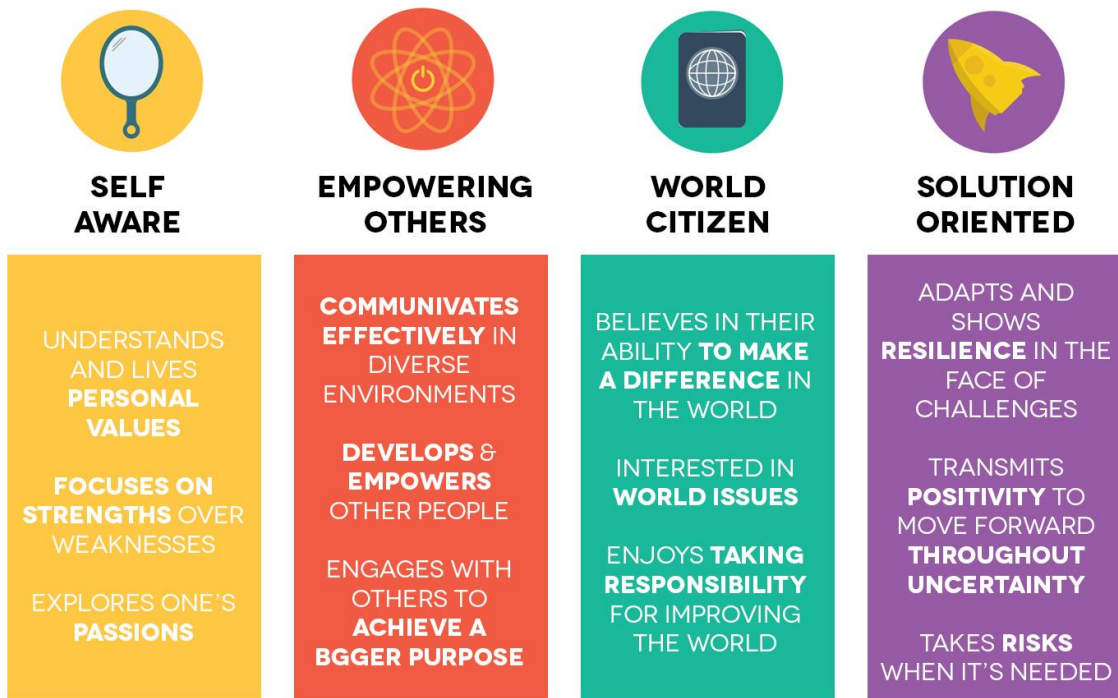 SELF
AWARE
UNDERSTANDS
AND LIVES
PERSONAL
VALUES
FOCUSES ON
STRENGTHS OVER
WEAKNESSES
EXPLORES ONE'S
PASSIONS
EMPOWERING
OTHERS
COMMUNIVATES
EFFECTIVELY IN
DIVERSE
ENVIRONMENTS
DEVELOPS &
EMPOWERS
OTHER PEOPLE
ENGAGES WITH
OTHERS TO
ACHIEVE A
BGGER PURPOSE
WORLD
CITIZEN
BELIEVES IN THEIR
ABILITY TO MAKE
A DIFFERENCE IN
THE WORLD
INTERESTED IN
WORLD ISSUES
ENJOYS TAKING
RESPONSIBILITY
FOR IMPROVING
THE WORLD
SOLUTION
ORIENTED
ADAPTS AND
SHOWS
RESILIENCE IN THE
FACE OF
CHALLENGES
TRANSMITS
POSITIVITY TO
MOVE FORWARD
THROUGHOUT
UNCERTAINTY
TAKES RISKS
WHEN IT'S NEEDED